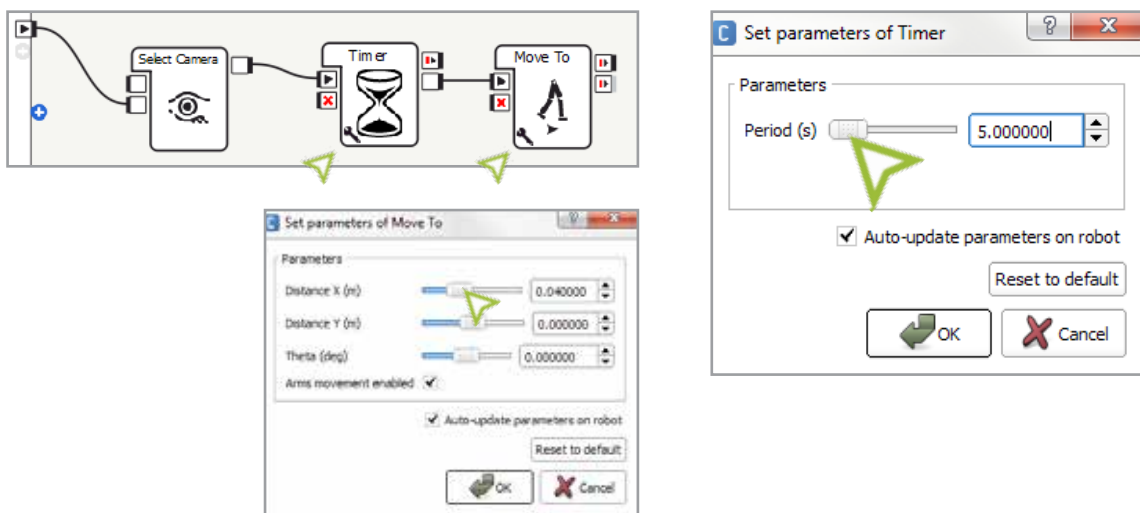 Select Camera
Timer
Move To
C Set parameters of Timer
Parameters
Period (s) 5.000000
Auto-update parameters on robot
Reset to default
OK Cancel
C Set parameters of Move To
Parameters
Distance X (m) 0.040000
Distance Y (m) 0.000000
Theta (deg) 0.000000
Arms movement enabled
Auto-update parameters on robot
Reset to default
OK Cancel